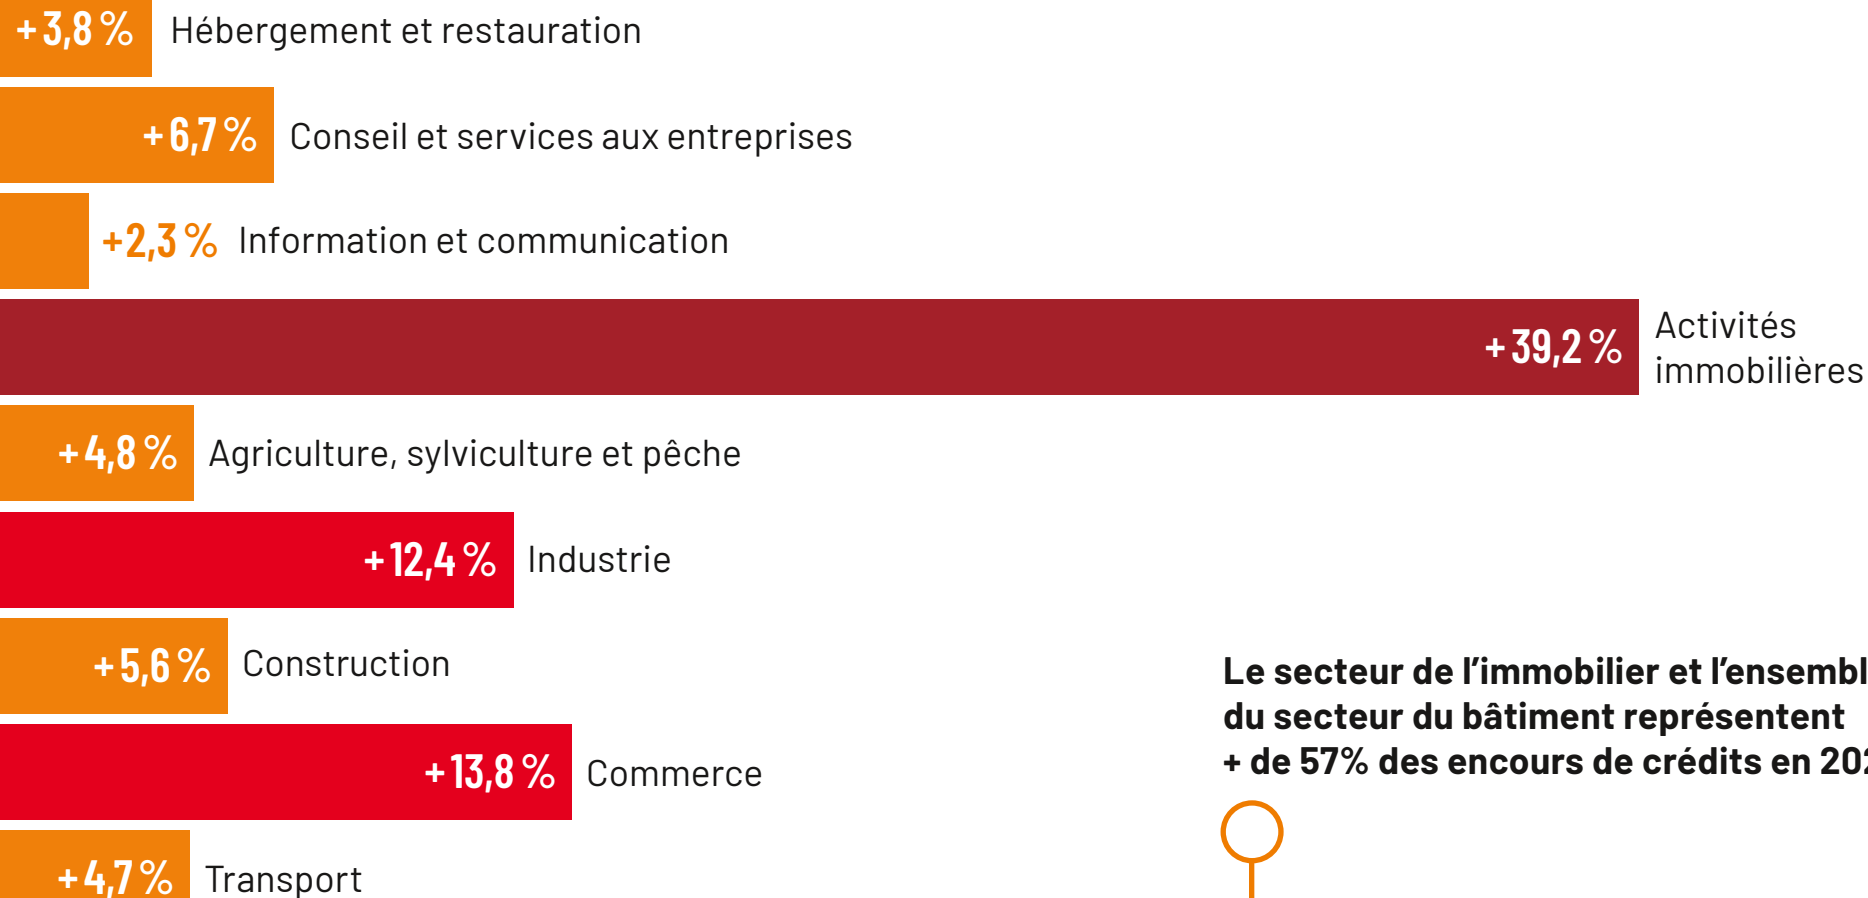 + 3,8 % Hébergement et restauration
+ 6,7 % Conseil et services aux entreprises
+2,3 % Information et communication
+ 39,2 % Activités
immobilières
+ 4,8 % Agriculture, sylviculture et pêche
+ 12,4 % Industrie
+ 5,6 % Construction
+ 13,8 % Commerce
+ 4,7 % Transport
Le secteur de l’immobilier et l’ensembl
du secteur du bâtiment représentent
+ de 57% des encours de crédits en